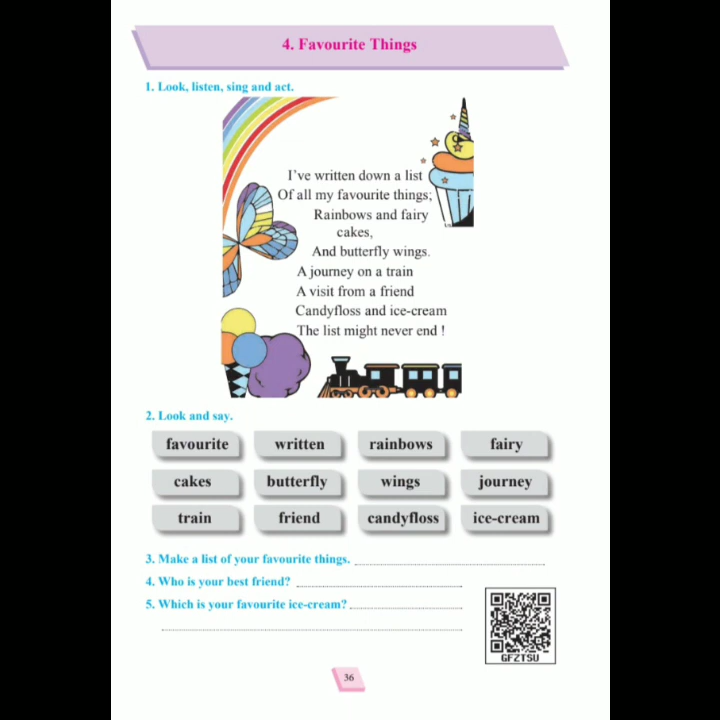 4. Favourite Things
1. Look, listen, sing and act.
I've written down a list
Of all my favourite things;
Rainbows and fairy
cakes,
And butterfly wings.
A journey on a train
A visit from a friend
Candyfloss and ice-cream
The list might never end !
2. Look and say.
favourite written rainbows fairy
cakes butterfly wings journey
train friend candyfloss ice-cream
3. Make a list of your favourite things.
4. Who is your best friend?
5. Which is your favourite ice-cream?
GFZTSU
36